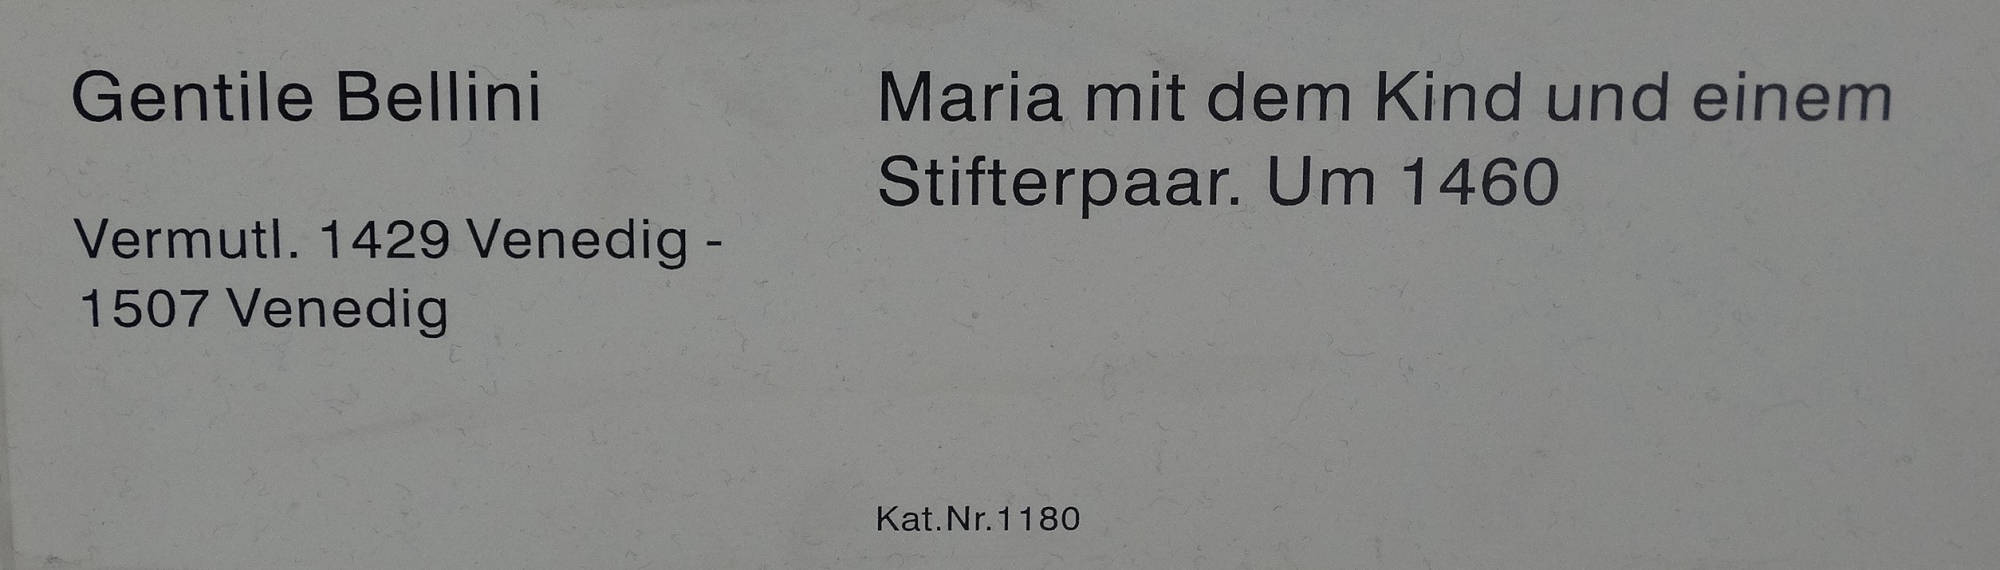 Gentile Bellini
Vermutl. 1429 Venedig -
1507 Venedig
Maria mit dem Kind und einem
Stifterpaar. Um 1460
Kat.Nr.1180